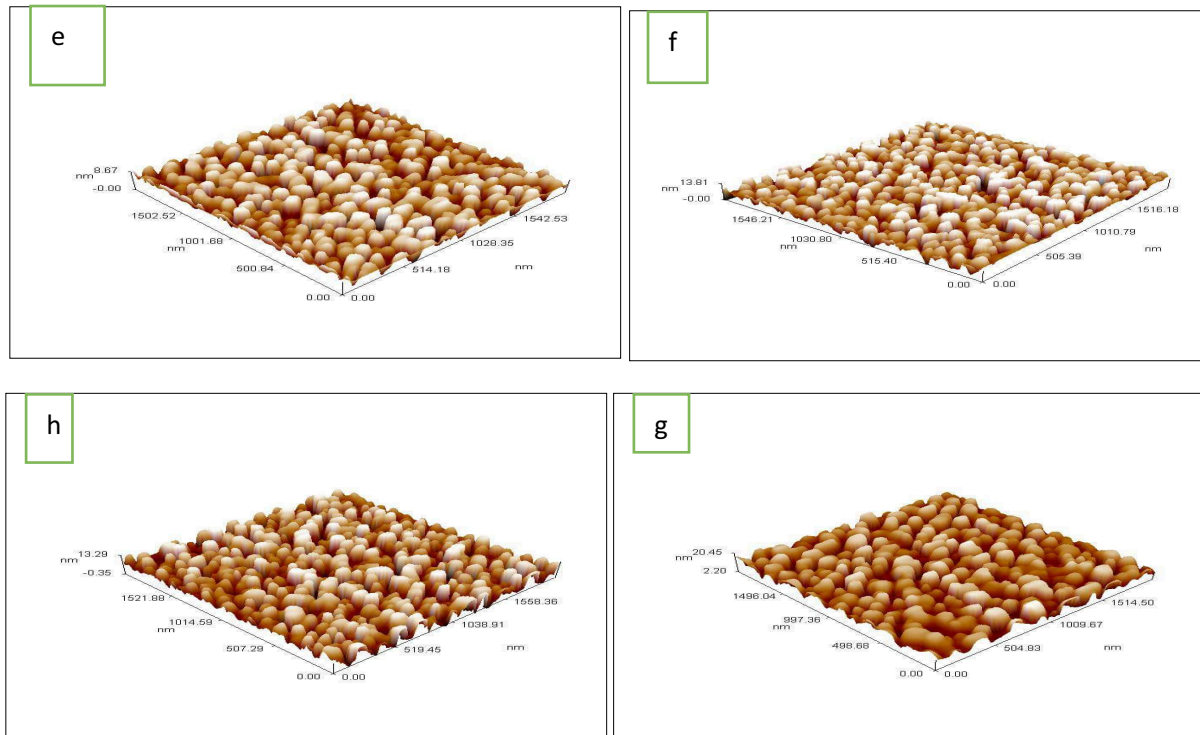 e
nm 8.67
-0.00
1502.52
1001.68
nm
500.84
0.00
0.00
514.18
1028.35
nm
1542.53
f
nm 13.81
-0.00
1546.21
1030.80
nm
515.40
0.00
0.00
505.39
1010.79
nm
1516.18
h
nm 13.29
-0.35
1521.88
1014.59
nm
507.29
0.00
0.00
519.45
1038.91
nm
1558.36
g
nm 20.45
2.20
1496.04
997.36
nm
498.68
0.00
0.00
504.83
1009.67
nm
1514.50